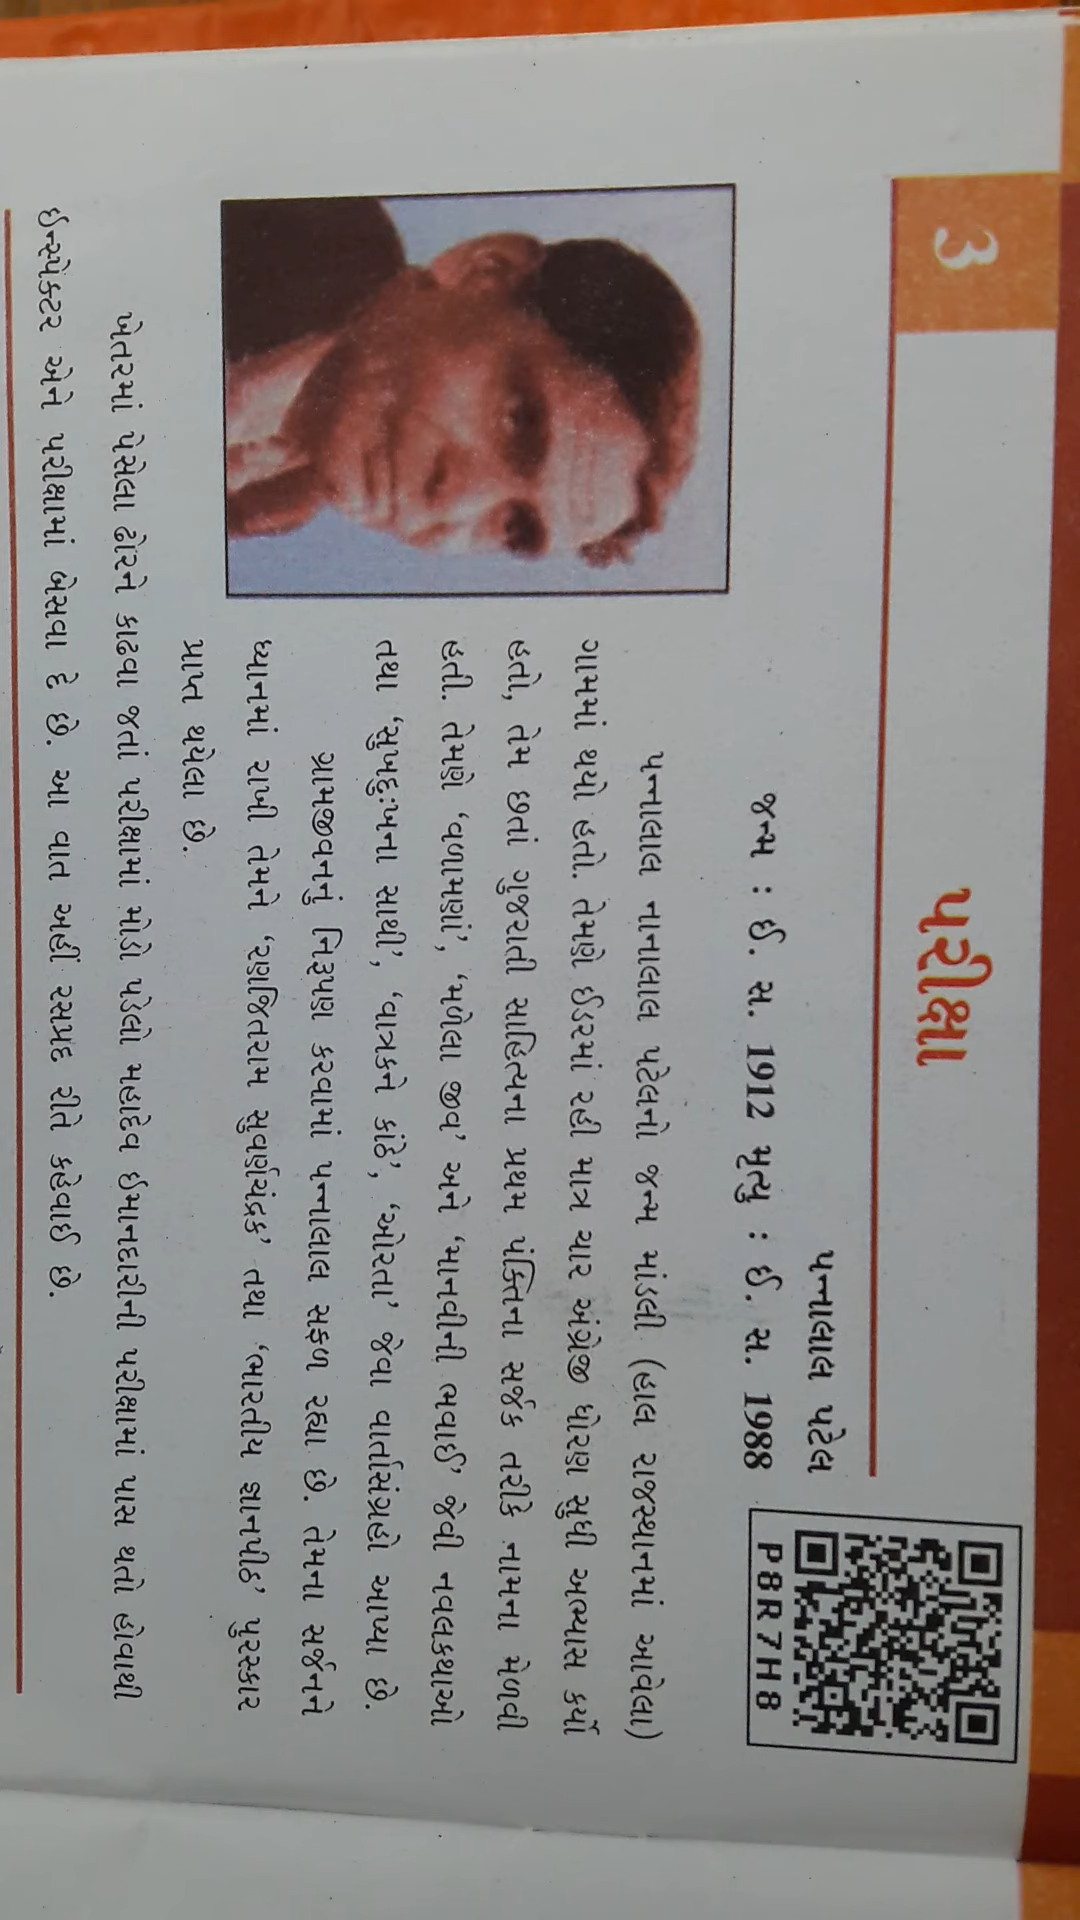 3
પરીક્ષા
પન્નાલાલ પટેલ
જન્મ : ઈ. સ. 1912 મૃત્યુ : ઈ. સ. 1988
P8R7H8
પન્નાલાલ નાનાલાલ પટેલનો જન્મ માંડલી (હાલ રાજસ્થાનમાં આવેલા)
ગામમાં થયો હતો. તેમણે ઈડરમાં રહી માત્ર ચાર અંગ્રેજી ધોરણ સુધી અભ્યાસ કર્યો
હતો, તેમ છતાં ગુજરાતી સાહિત્યના પ્રથમ પંક્તિના સર્જક તરીકે નામના મેળવી
હતી. તેમણે ‘વળામણાં’, ‘મળેલા જીવ’ અને ‘માનવીની ભવાઈ’ જેવી નવલકથાઓ
તથા ‘સુખદુઃખના સાથી’, ‘વાત્રકને કાંઠે’, ‘ઓરતા’ જેવા વાર્તાસંગ્રહો આપ્યા છે.
ગ્રામજીવનનું નિરૂપણ કરવામાં પન્નાલાલ સફળ રહ્યા છે. તેમના સર્જનને
ધ્યાનમાં રાખી તેમને ‘રણજિતરામ સુવર્ણચંદ્રક’ તથા ‘ભારતીય જ્ઞાનપીઠ’ પુરસ્કાર
પ્રાપ્ત થયેલા છે.
ખેતરમાં પેસેલા ઢોરને કાઢવા જતાં પરીક્ષામાં મોડો પડેલો મહાદેવ ઈમાનદારીની પરીક્ષામાં પાસ થતો હોવાથી
ઈન્સ્પેક્ટર એને પરીક્ષામાં બેસવા દે છે. આ વાત અહીં રસપ્રદ રીતે કહેવાઈ છે.